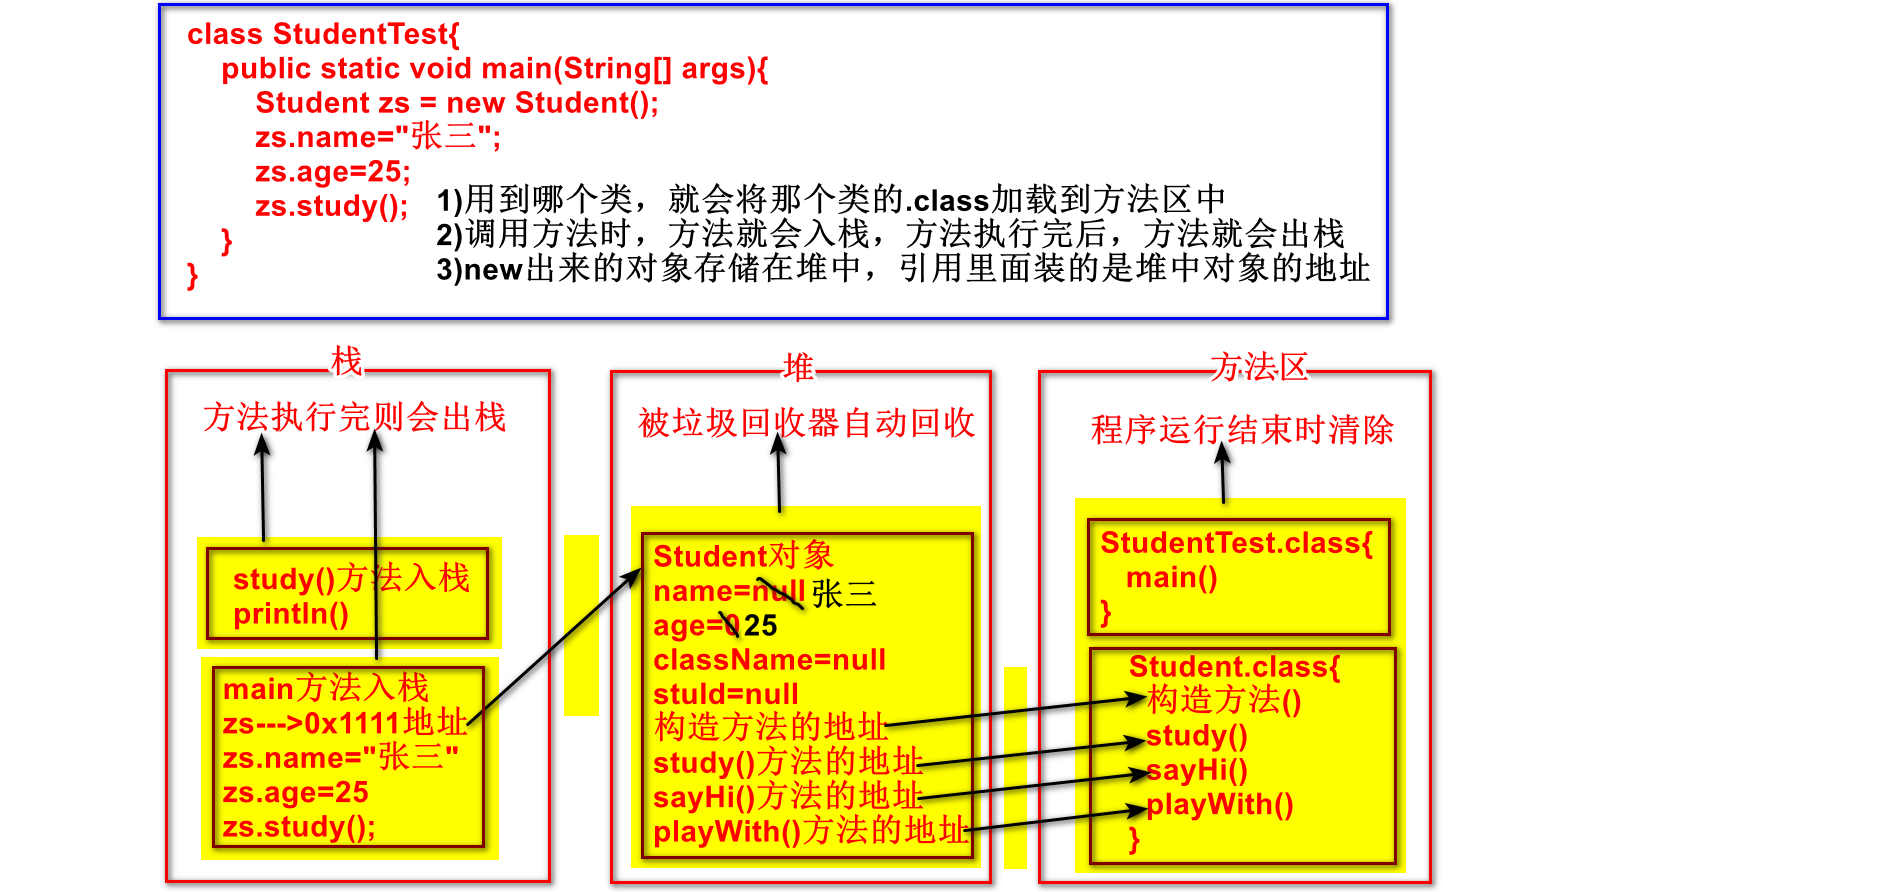 class StudentTest{
public static void main(String[] args){
Student zs = new Student();
zs.name="张三";
zs.age=25;
zs.study();
}
}
1)用到哪个类，就会将那个类的.class加载到方法区中
2)调用方法时，方法就会入栈，方法执行完后，方法就会出栈
3)new出来的对象存储在堆中，引用里面装的是堆中对象的地址
栈
方法执行完则会出栈
study()方法入栈
println()
main方法入栈
zs--->0x1111地址
zs.name="张三"
zs.age=25
zs.study();
堆
被垃圾回收器自动回收
Student对象
name=null 张三
age=0 25
className=null
stuId=null
构造方法的地址
study()方法的地址
sayHi()方法的地址
playWith()方法的地址
方法区
程序运行结束时清除
StudentTest.class{
main()
}
Student.class{
构造方法()
study()
sayHi()
playWith()
}